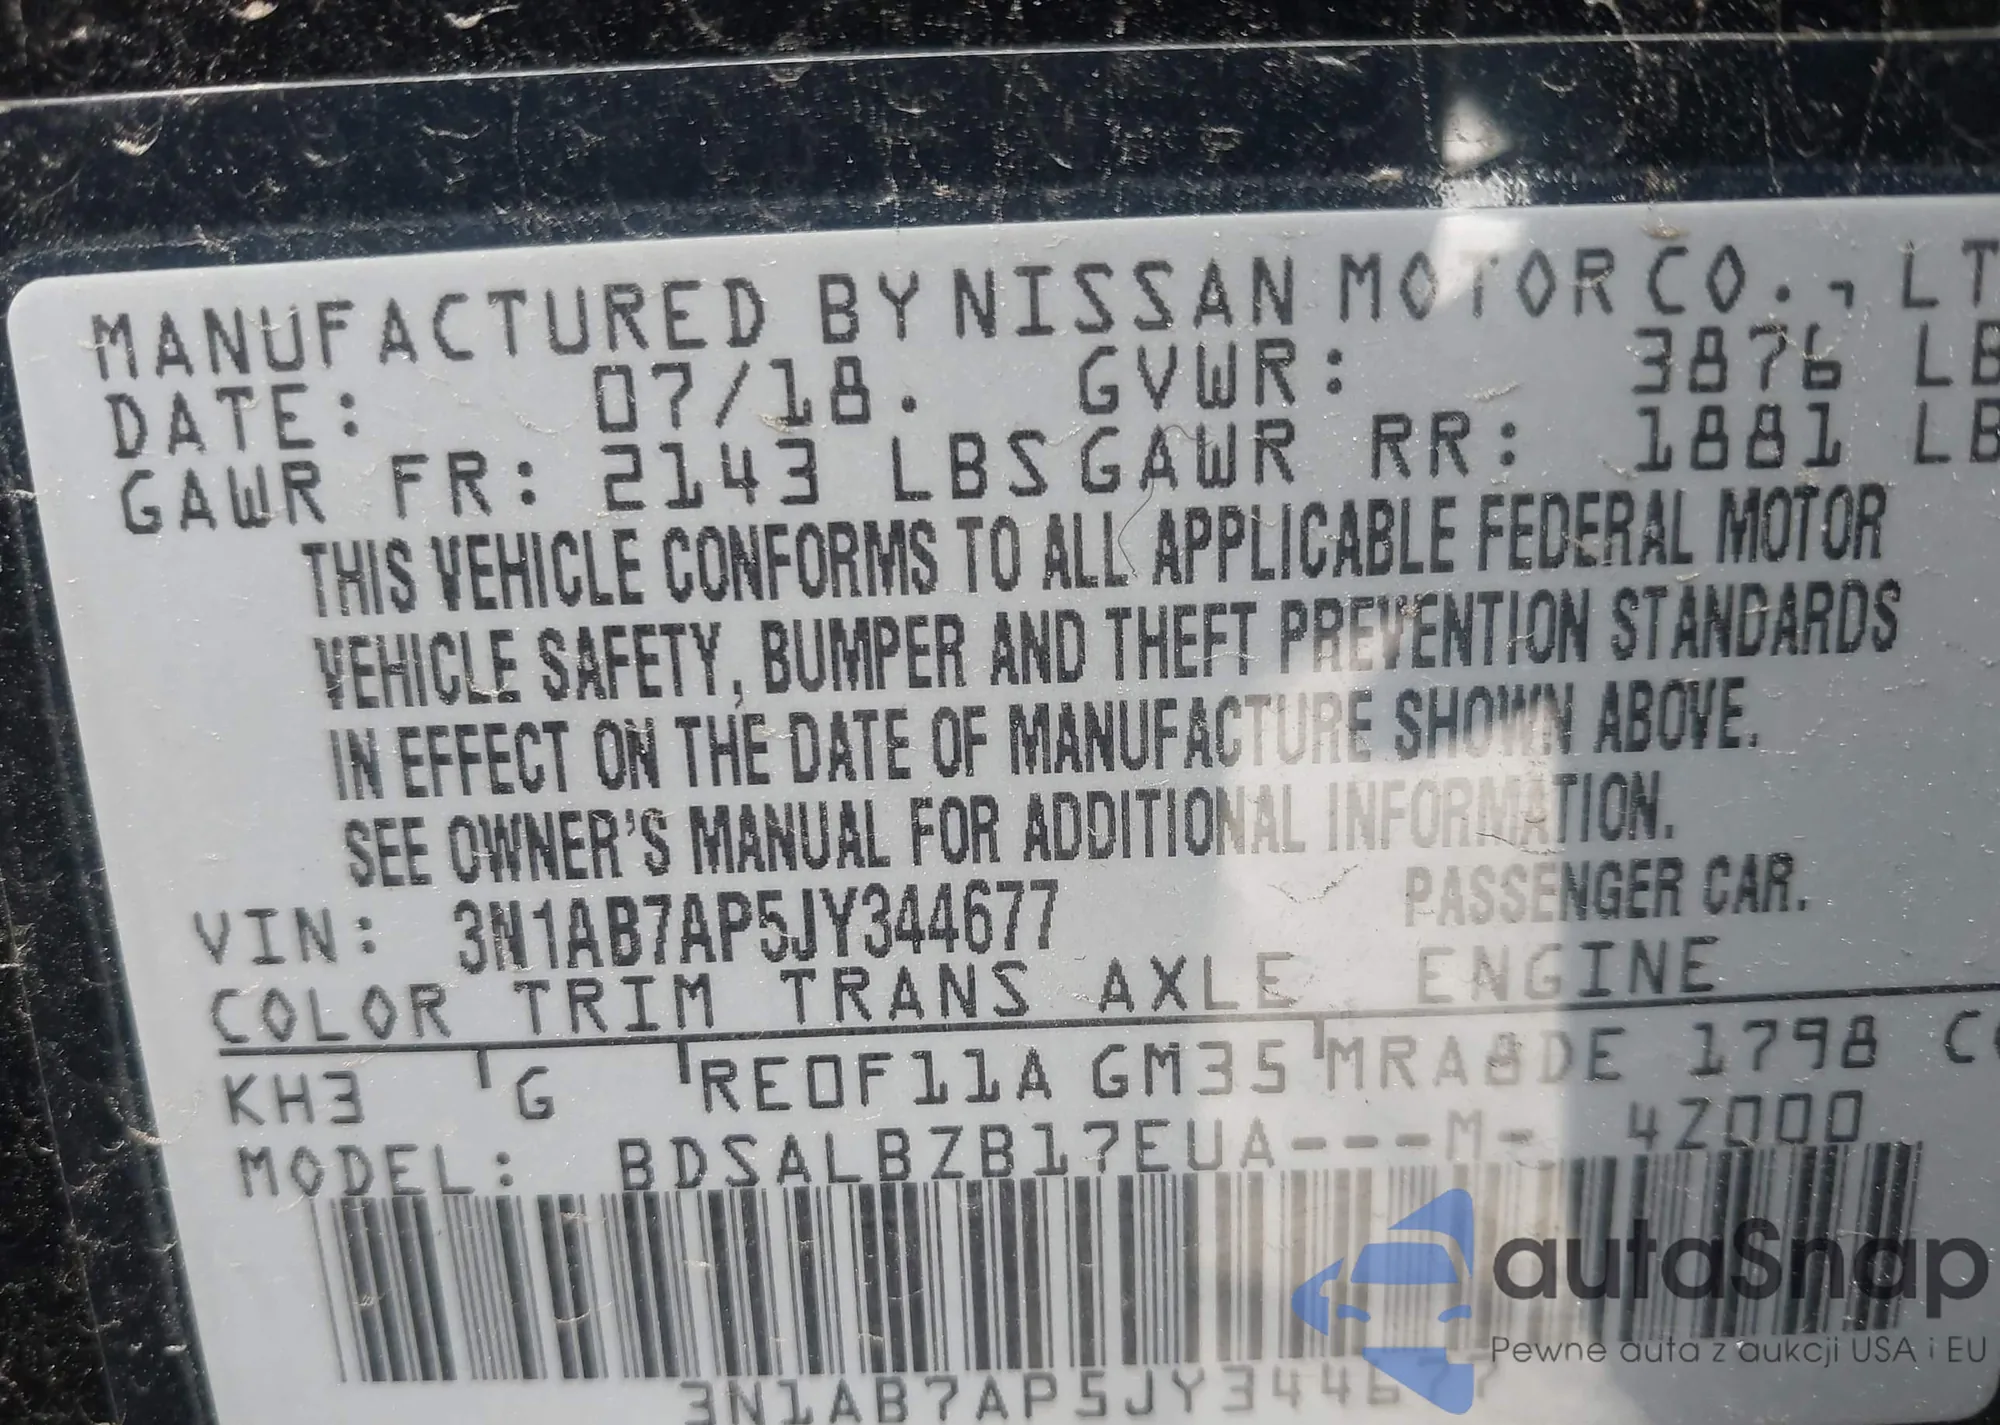 MANUFACTURED BY NISSAN MOTOR CO., LT
DATE: 07/18. GVWR: 3876 LB
GAWR FR: 2143 LBS GAWR RR: 1881 LB
THIS VEHICLE CONFORMS TO ALL APPLICABLE FEDERAL MOTOR
VEHICLE SAFETY, BUMPER AND THEFT PREVENTION STANDARDS
IN EFFECT ON THE DATE OF MANUFACTURE SHOWN ABOVE.
SEE OWNER'S MANUAL FOR ADDITIONAL INFORMATION.
VIN: 3N1AB7AP5JY344677 PASSENGER CAR.
COLOR TRIM TRANS AXLE ENGINE
KH3 G RE0F11A GM35 MRA8DE 1798 C
MODEL: BDSALBZB17EUA---M- 4Z000
3N1AB7AP5JY344677
autoSnap
Pewne auta z aukcji USA i EU